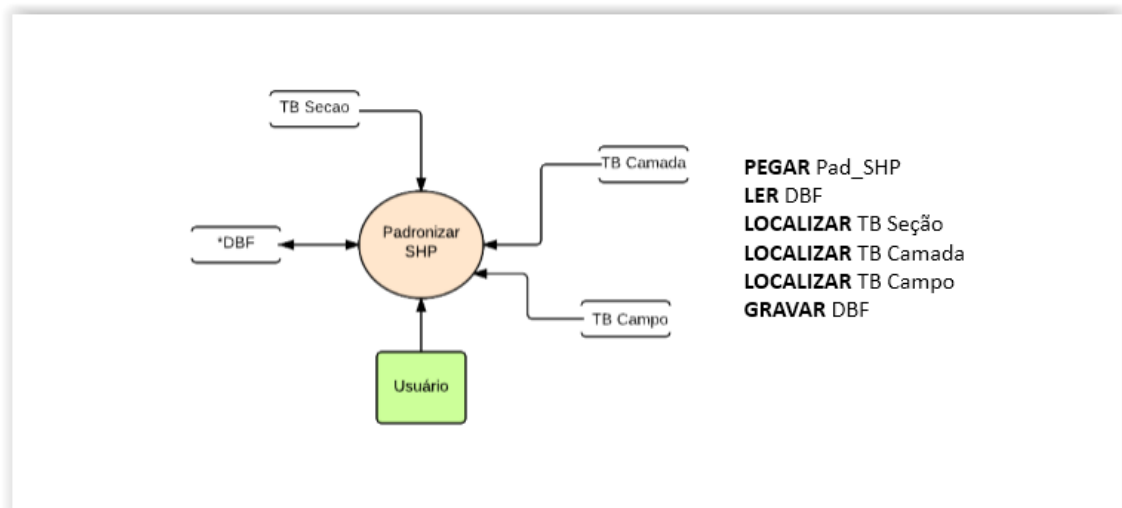 TB Secao
TB Camada
*DBF
Padronizar
SHP
TB Campo
Usuário
PEGAR Pad_SHP
LER DBF
LOCALIZAR TB Seção
LOCALIZAR TB Camada
LOCALIZAR TB Campo
GRAVAR DBF